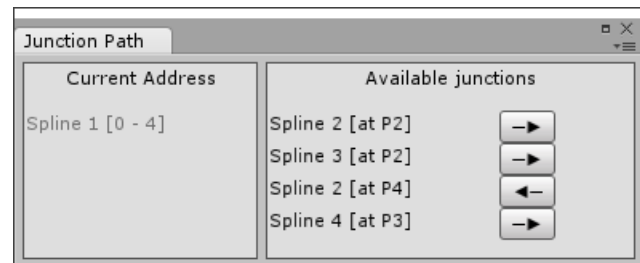 Junction Path
Current Address
Spline 1 [0 - 4]
Available junctions
Spline 2 [at P2]
Spline 3 [at P2]
Spline 2 [at P4]
Spline 4 [at P3]